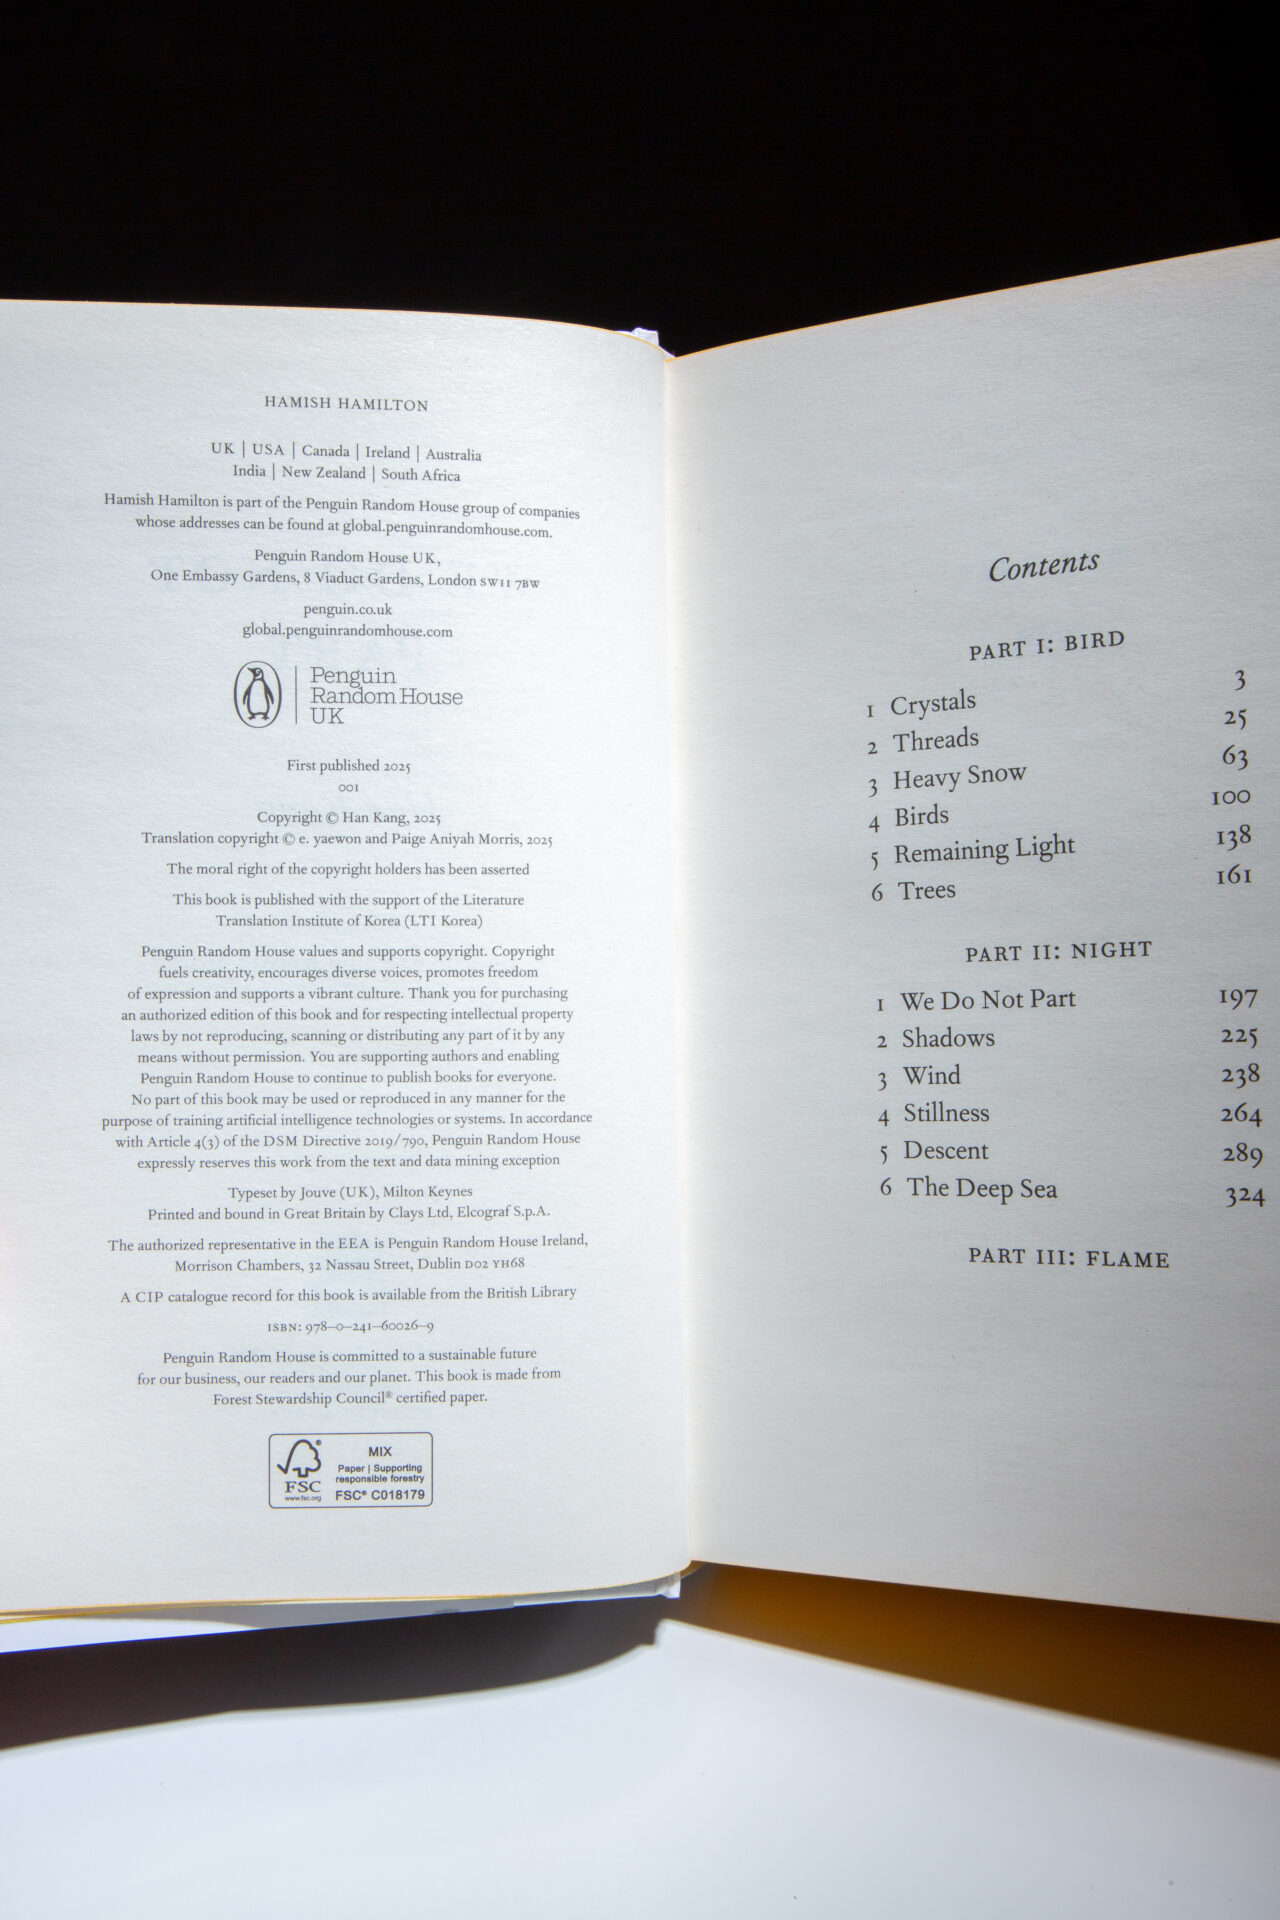 HAMISH HAMILTON
UK | USA | Canada | Ireland | Australia
India | New Zealand | South Africa
Hamish Hamilton is part of the Penguin Random House group of companies
whose addresses can be found at global.penguinrandomhouse.com.
Penguin Random House UK,
One Embassy Gardens, 8 Viaduct Gardens, London SW11 7BW
penguin.co.uk
global.penguinrandomhouse.com
Penguin
Random House
UK
First published 2025
001
Copyright © Han Kang, 2025
Translation copyright © e. yaewon and Paige Aniyah Morris, 2025
The moral right of the copyright holders has been asserted
This book is published with the support of the Literature
Translation Institute of Korea (LTI Korea)
Penguin Random House values and supports copyright. Copyright
fuels creativity, encourages diverse voices, promotes freedom
of expression and supports a vibrant culture. Thank you for purchasing
an authorized edition of this book and for respecting intellectual property
laws by not reproducing, scanning or distributing any part of it by any
means without permission. You are supporting authors and enabling
Penguin Random House to continue to publish books for everyone.
No part of this book may be used or reproduced in any manner for the
purpose of training artificial intelligence technologies or systems. In accordance
with Article 4(3) of the DSM Directive 2019/790, Penguin Random House
expressly reserves this work from the text and data mining exception
Typeset by Jouve (UK), Milton Keynes
Printed and bound in Great Britain by Clays Ltd, Elcograf S.p.A.
The authorized representative in the EEA is Penguin Random House Ireland,
Morrison Chambers, 32 Nassau Street, Dublin D02 YH68
A CIP catalogue record for this book is available from the British Library
ISBN: 978–0–241–60026–9
Penguin Random House is committed to a sustainable future
for our business, our readers and our planet. This book is made from
Forest Stewardship Council® certified paper.
FSC
www.fsc.org
MIX
Paper | Supporting
responsible forestry
FSC® C018179
Contents
PART I: BIRD
1 Crystals 3
2 Threads 25
3 Heavy Snow 63
4 Birds 100
5 Remaining Light 138
6 Trees 161
PART II: NIGHT
1 We Do Not Part 197
2 Shadows 225
3 Wind 238
4 Stillness 264
5 Descent 289
6 The Deep Sea 324
PART III: FLAME